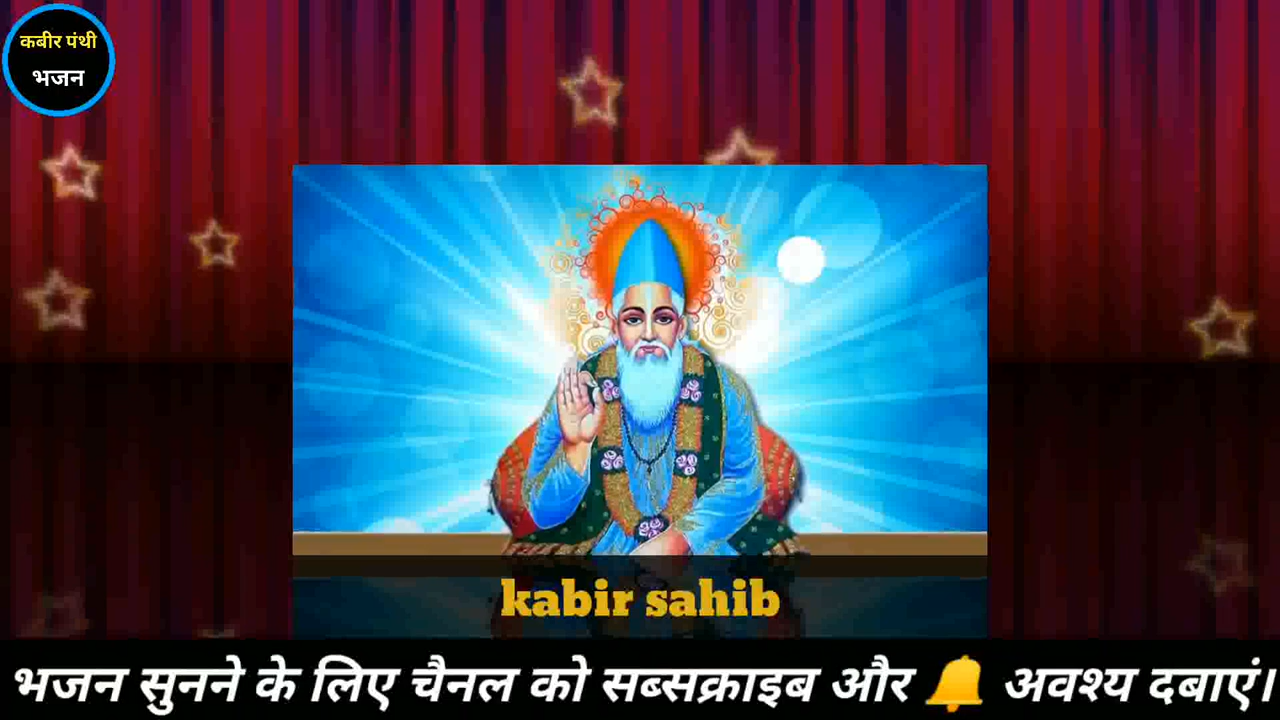 कबीर पंथी
भजन
kabir sahib
भजन सुनने के लिए चैनल को सब्सक्राइब और 🔔 अवश्य दबाएं।